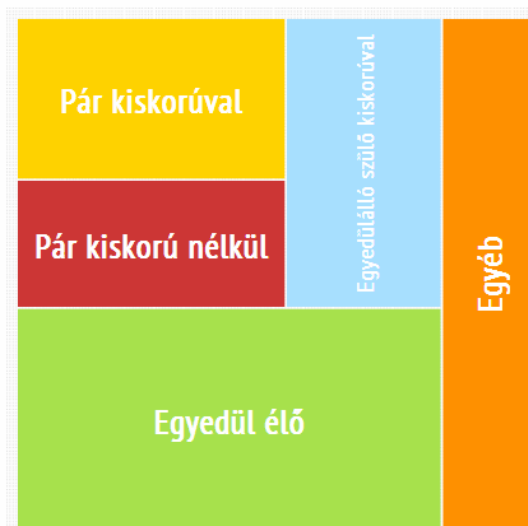 Pár kiskorúval
Egyedülálló szülő kiskorúval
Egyéb
Pár kiskorú nélkül
Egyedül élő